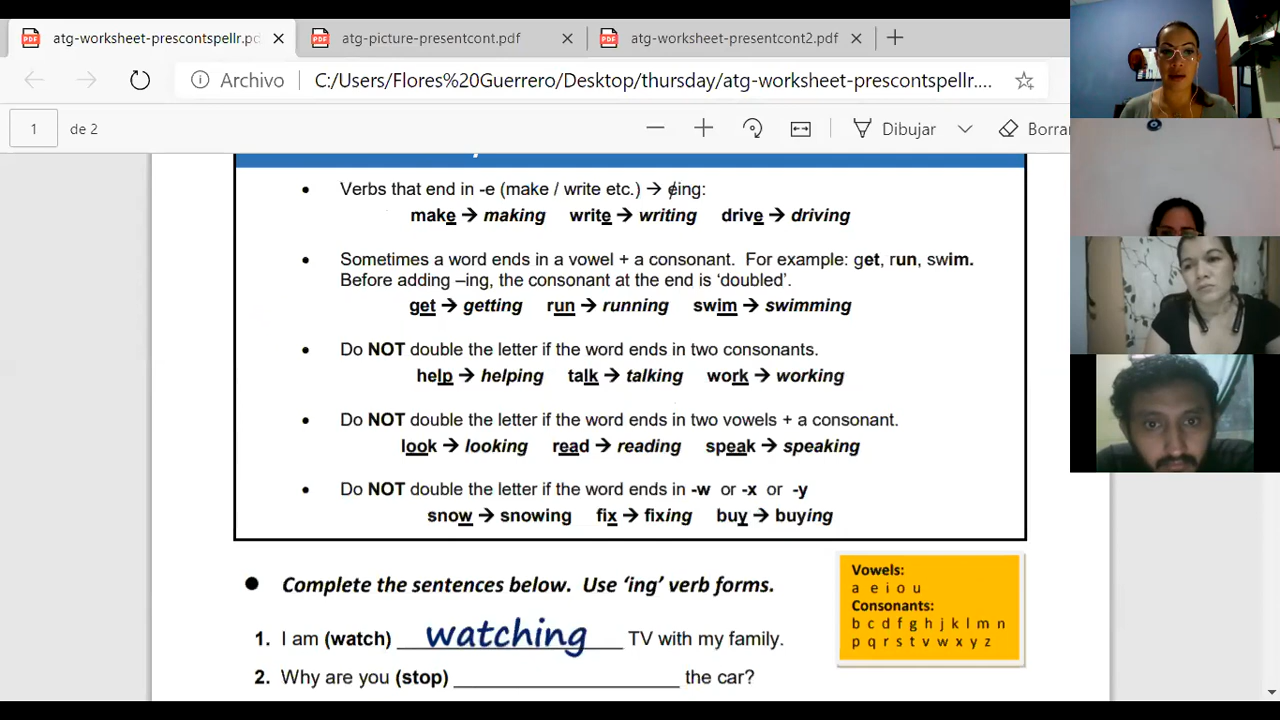 atg-worksheet-prescontspellr.pc
atg-picture-presentcont.pdf
atg-worksheet-presentcont2.pdf
Archivo
C:/Users/Flores%20Guerrero/Desktop/thursday/atg-worksheet-prescontspellr....
1 de 2
Dibujar
Borrar
• Verbs that end in -e (make / write etc.) → eing:
make → making write → writing drive → driving
• Sometimes a word ends in a vowel + a consonant. For example: get, run, swim.
Before adding –ing, the consonant at the end is ‘doubled’.
get → getting run → running swim → swimming
• Do NOT double the letter if the word ends in two consonants.
help → helping talk → talking work → working
• Do NOT double the letter if the word ends in two vowels + a consonant.
look → looking read → reading speak → speaking
• Do NOT double the letter if the word ends in -w or -x or -y
snow → snowing fix → fixing buy → buying
● Complete the sentences below. Use ‘ing’ verb forms.
Vowels:
a e i o u
Consonants:
b c d f g h j k l m n
p q r s t v w x y z
1. I am (watch) watching TV with my family.
2. Why are you (stop) ____________________ the car?